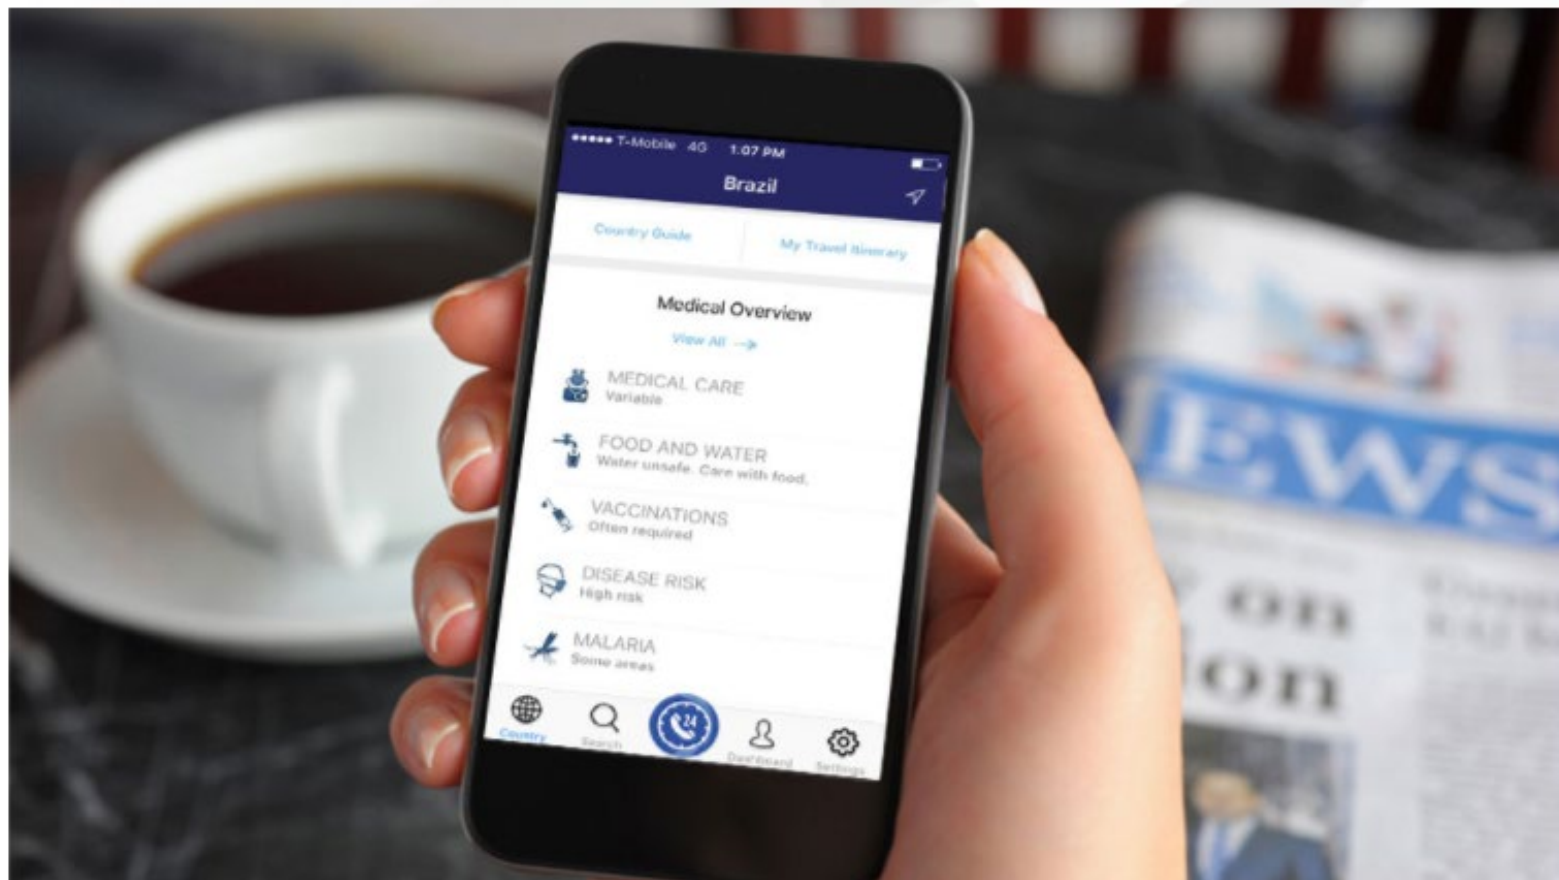 T-Mobile 4G 1:07 PM
Brazil
Country Guide
My Travel Itinerary
Medical Overview
View All
MEDICAL CARE
Variable
FOOD AND WATER
Water unsafe. Care with food.
VACCINATIONS
Often required
DISEASE RISK
High risk
MALARIA
Some areas
24
Country
Search
Dashboard
Settings
EWS
on
ion